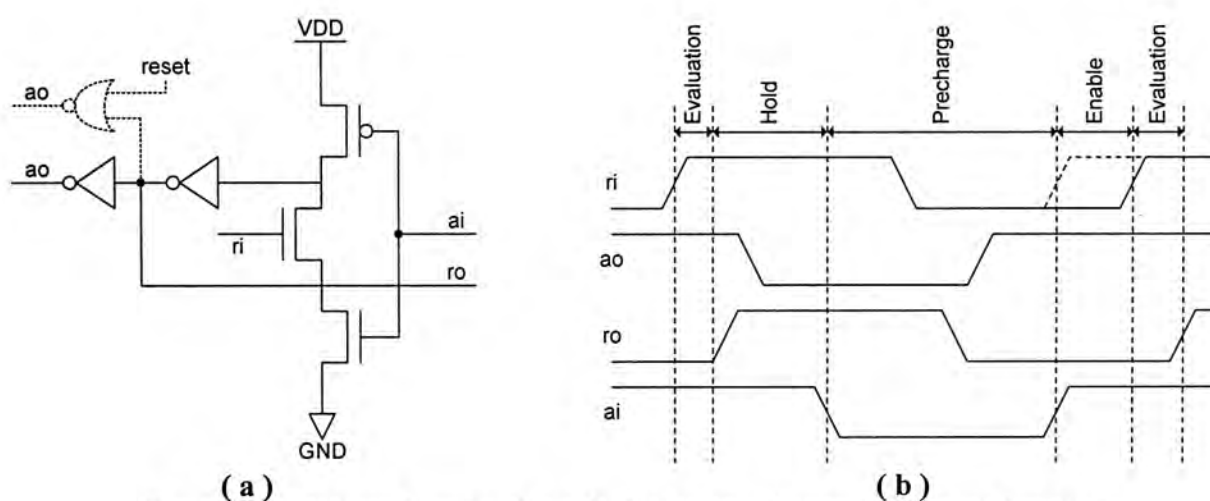 VDD
reset
ao
ao
ri
ai
ro
GND
( a )
Evaluation
Hold
Precharge
Enable
Evaluation
ri
ao
ro
ai
( b )